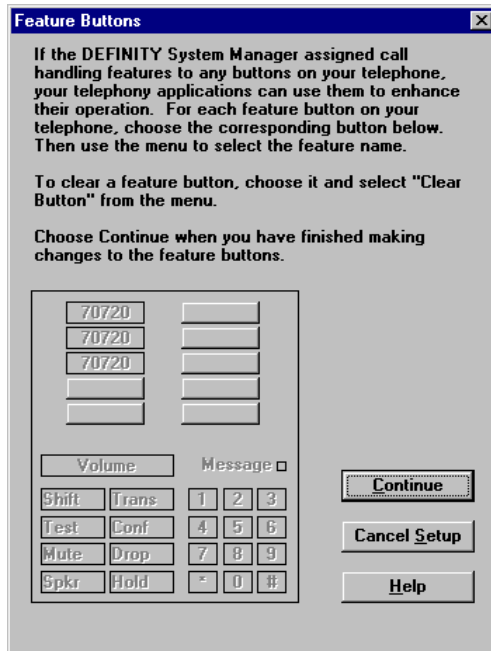 Feature Buttons
If the DEFINITY System Manager assigned call
handling features to any buttons on your telephone,
your telephony applications can use them to enhance
their operation. For each feature button on your
telephone, choose the corresponding button below.
Then use the menu to select the feature name.
To clear a feature button, choose it and select "Clear
Button" from the menu.
Choose Continue when you have finished making
changes to the feature buttons.
70720
70720
70720
Volume Message
Shift Trans 1 2 3
Test Conf 4 5 6
Mute Drop 7 8 9
Spkr Hold * 0 #
Continue
Cancel Setup
Help